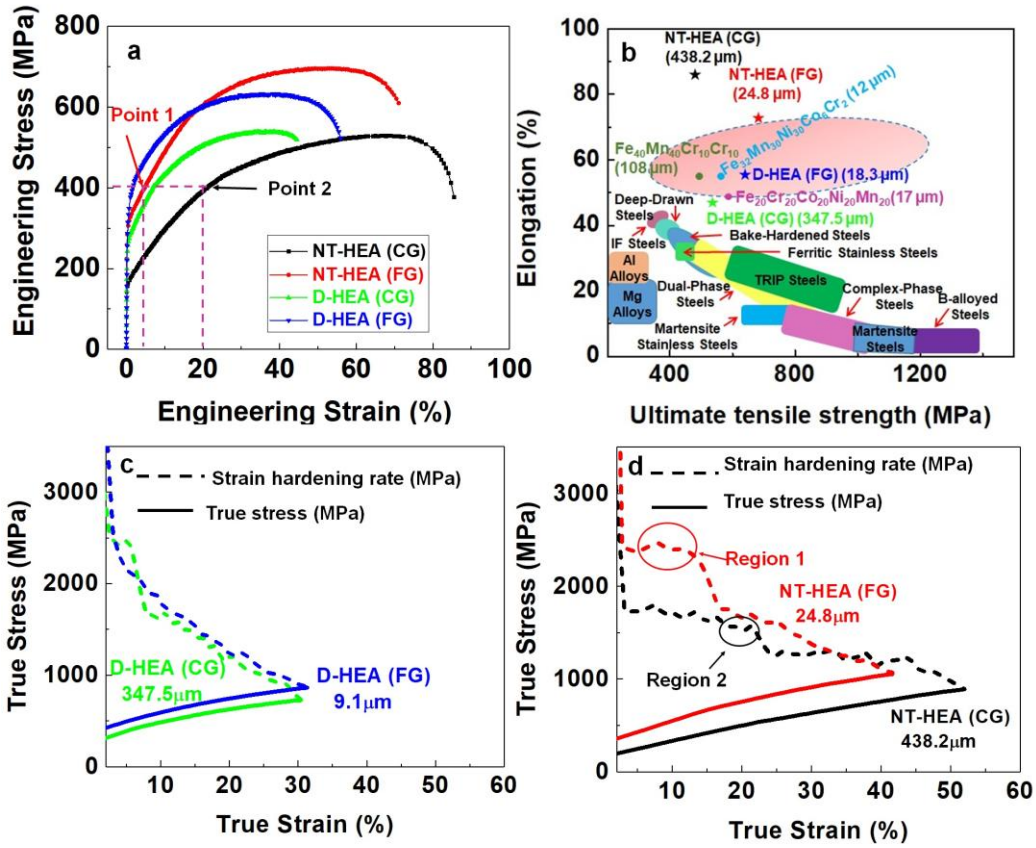 a
Engineering Stress (MPa)
800
600
400
200
0
Point 1
Point 2
NT-HEA (CG)
NT-HEA (FG)
D-HEA (CG)
D-HEA (FG)
0 20 40 60 80 100
Engineering Strain (%)
b
Elongation (%)
100
80
60
40
20
0
NT-HEA (CG)
(438.2 μm)
NT-HEA (FG)
(24.8 μm)
Fe32Mn30Ni30Co6Cr2 (12 μm)
Fe40Mn40Cr10Cr10
(108 μm)
D-HEA (FG) (18.3 μm)
Fe20Cr20Co20Ni20Mn20 (17 μm)
D-HEA (CG) (347.5 μm)
Deep-Drawn
Steels
IF Steels
Bake-Hardened Steels
Ferritic Stainless Steels
Al
Alloys
Mg
Alloys
Dual-Phase
Steels
TRIP Steels
Complex-Phase
Steels
B-alloyed
Steels
Martensite
Stainless Steels
Martensite
Steels
400 800 1200
Ultimate tensile strength (MPa)
c
True Stress (MPa)
3000
2000
1000
0
Strain hardening rate (MPa)
True stress (MPa)
D-HEA (CG)
347.5μm
D-HEA (FG)
9.1μm
10 20 30 40 50 60
True Strain (%)
d
True Stress (MPa)
3000
2000
1000
0
Strain hardening rate (MPa)
True stress (MPa)
Region 1
NT-HEA (FG)
24.8μm
Region 2
NT-HEA (CG)
438.2μm
10 20 30 40 50 60
True Strain (%)